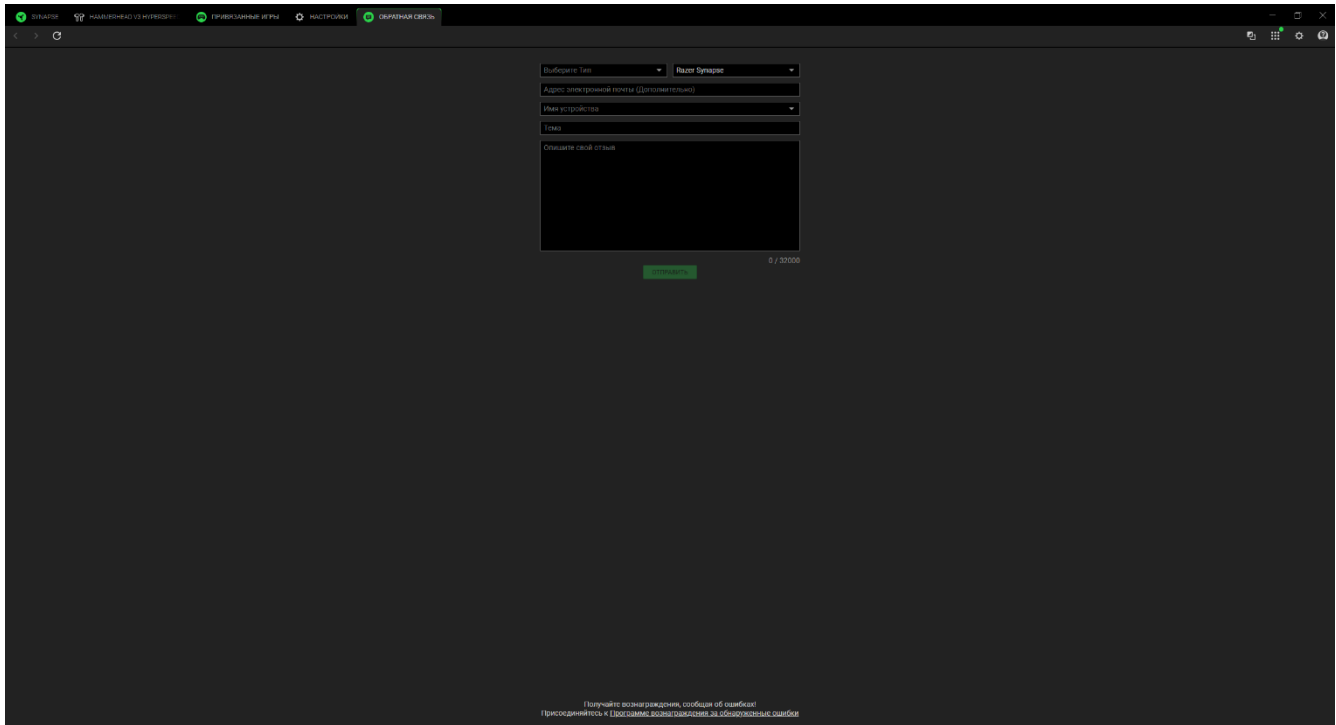 SYNAPSE
HAMMERHEAD V3 HYPERSPE
ПРИВЯЗАННЫЕ ИГРЫ
НАСТРОЙКИ
ОБРАТНАЯ СВЯЗЬ
Выберите Тип
Razer Synapse
Адрес электронной почты (Дополнительно)
Имя устройства
Тема
Опишите свой отзыв
0 / 32000
ОТПРАВИТЬ
Получайте вознаграждения, сообщая об ошибках!
Присоединяйтесь к Программе вознаграждения за обнаруженные ошибки